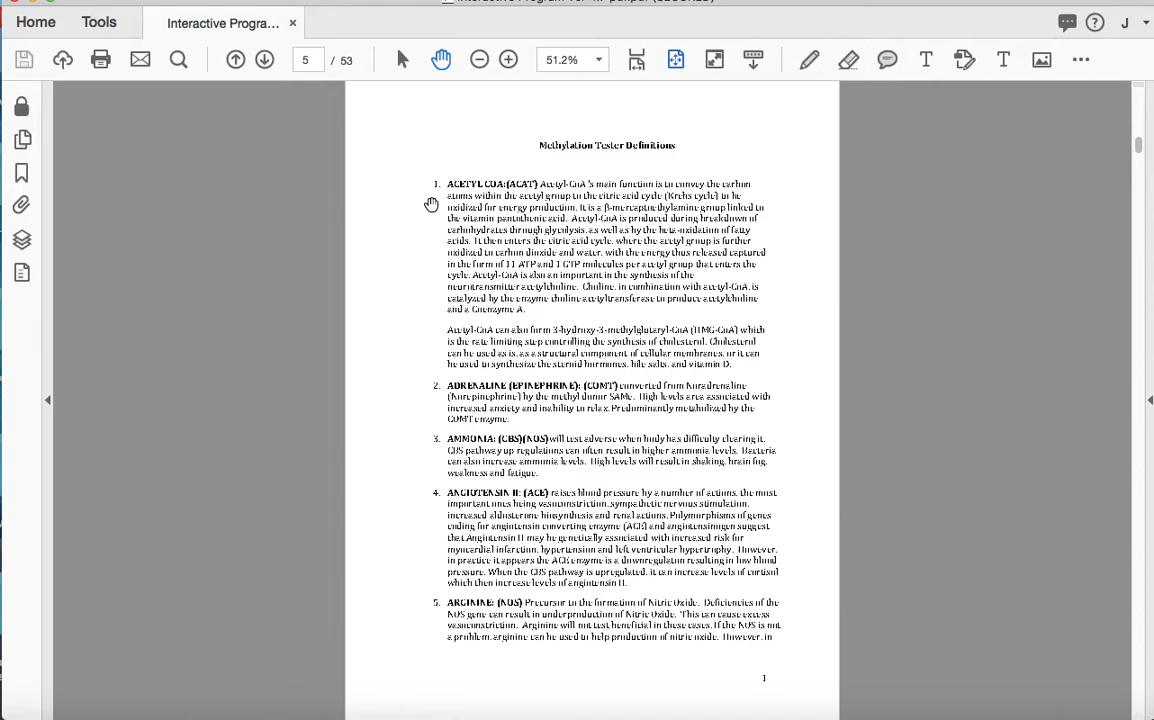 Home
Tools
Interactive Progra...
×
J
5
/ 53
51.2%
Methylation Tester Definitions
1. ACETYL COA:(ACAT) Acetyl-CoA's main function is to convey the carbon
atoms within the acetyl group to the citric acid cycle (Krebs cycle) to be
oxidized for energy production. It is a β-mercaptoethylamine group linked to
the vitamin pantothenic acid. Acetyl-CoA is produced during breakdown of
carbohydrates through glycolysis, as well as by the beta-oxidation of fatty
acids. It then enters the citric acid cycle, where the acetyl group is further
oxidized to carbon dioxide and water, with the energy thus released captured
in the form of 11 ATP and 1 GTP molecules per acetyl group that enters the
cycle. Acetyl-CoA is also an important in the synthesis of the
neurotransmitter acetylcholine. Choline, in combination with acetyl-CoA, is
catalyzed by the enzyme choline acetyltransferase to produce acetylcholine
and a Coenzyme A.
Acetyl-CoA can also form 3-hydroxy-3-methylglutaryl-CoA (HMG-CoA) which
is the rate limiting step controlling the synthesis of cholesterol. Cholesterol
can be used as is, as a structural component of cellular membranes, or it can
be used to synthesize the steroid hormones, bile salts, and vitamin D.
2. ADRENALINE (EPINEPHRINE): (COMT) converted from Noradrenaline
(Norepinephrine) by the methyl donor SAMe. High levels area associated with
increased anxiety and inability to relax. Predominantly metabolized by the
COMT enzyme.
3. AMMONIA: (CBS)(NOS) will test adverse when body has difficulty clearing it.
CBS pathway up regulations can often result in higher ammonia levels. Bacteria
can also increase ammonia levels. High levels will result in shaking, brain fog,
weakness and fatigue.
4. ANGIOTENSIN II: (ACE) raises blood pressure by a number of actions, the most
important ones being vasoconstriction, sympathetic nervous stimulation,
increased aldosterone biosynthesis and renal actions. Polymorphisms of genes
coding for angiotensin converting enzyme (ACE) and angiotensinogen suggest
that Angiotensin II may be genetically associated with increased risk for
myocardial infarction, hypertension and left ventricular hypertrophy. However,
in practice it appears the ACE enzyme is a downregulation resulting in low blood
pressure. When the CBS pathway is upregulated, it can increase levels of cortisol
which then increase levels of angiotensin II.
5. ARGININE: (NOS) Precursor to the formation of Nitric Oxide. Deficiencies of the
NOS gene can result in underproduction of Nitric Oxide. This can cause excess
vasoconstriction. Arginine will not test beneficial in these cases. If the NOS is not
a problem, arginine can be used to help production of nitric oxide. However, in
1